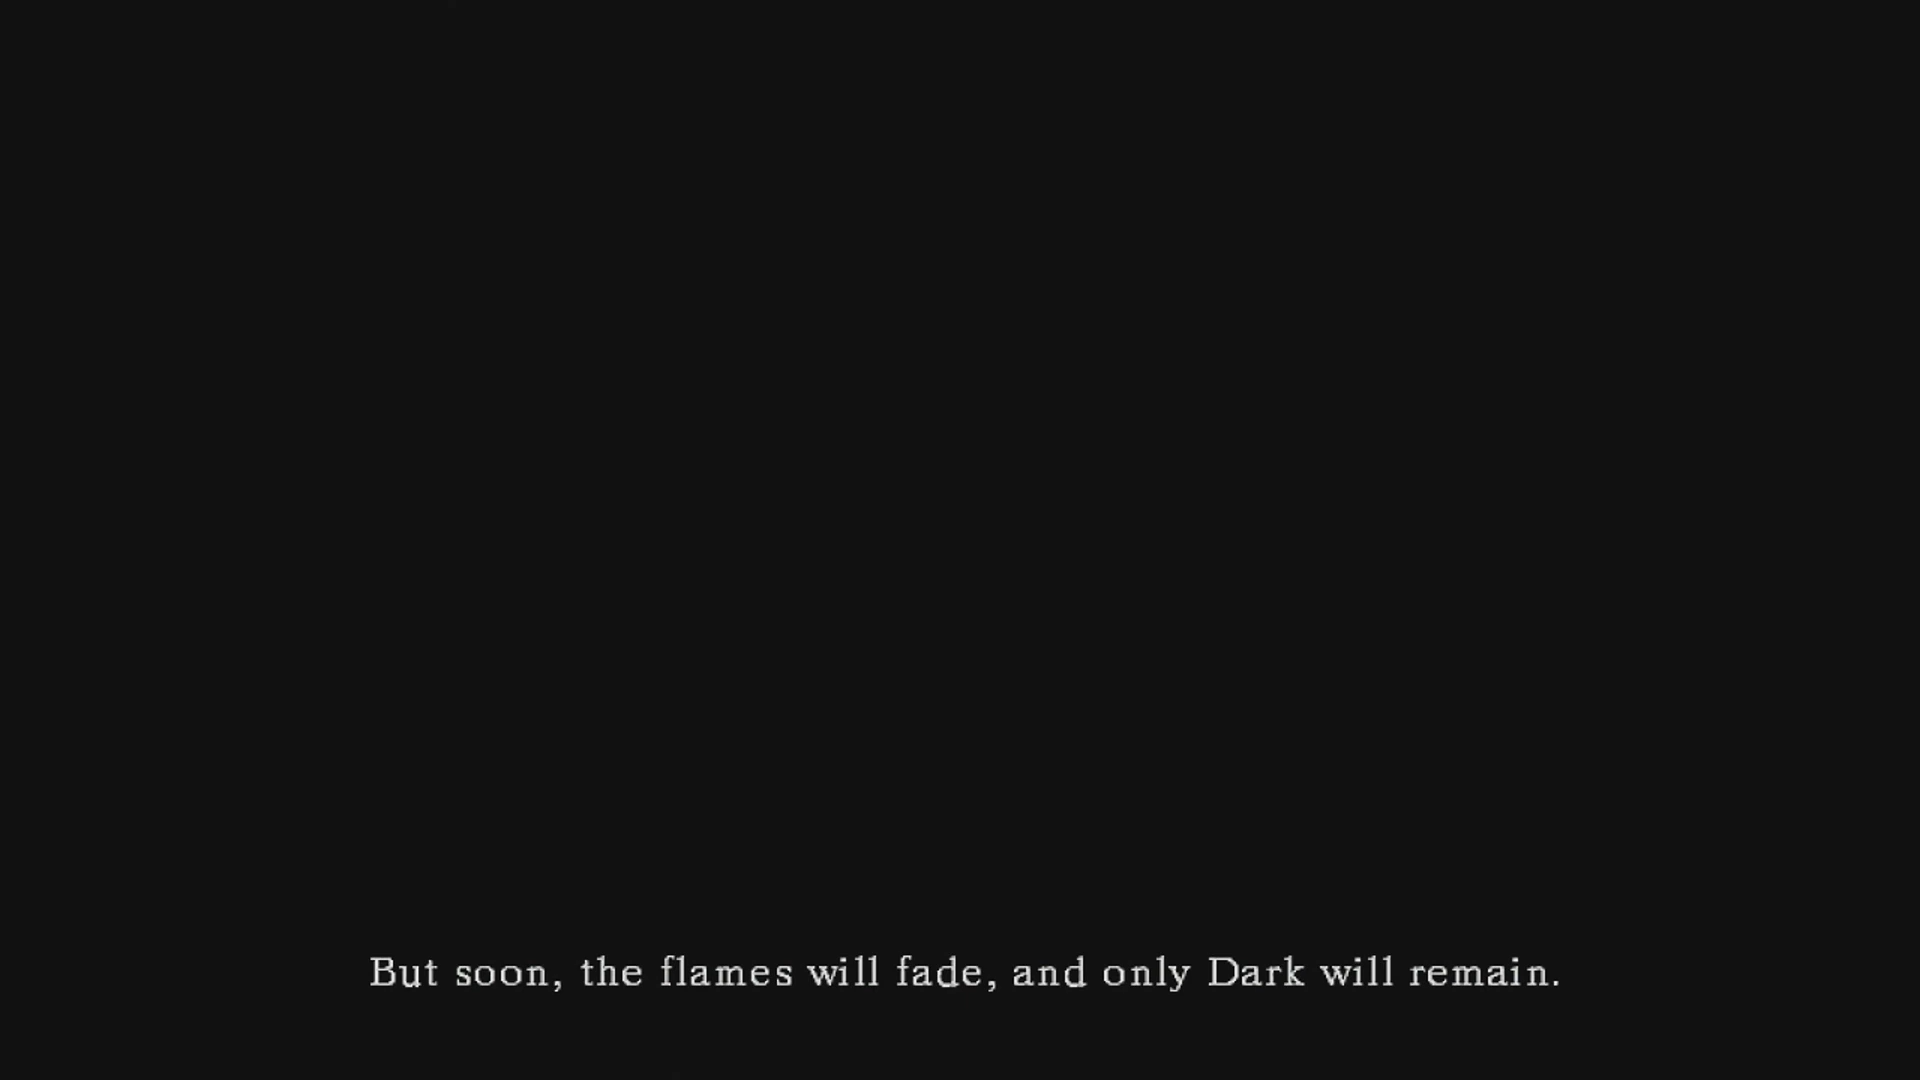 But soon, the flames will fade, and only Dark will remain.